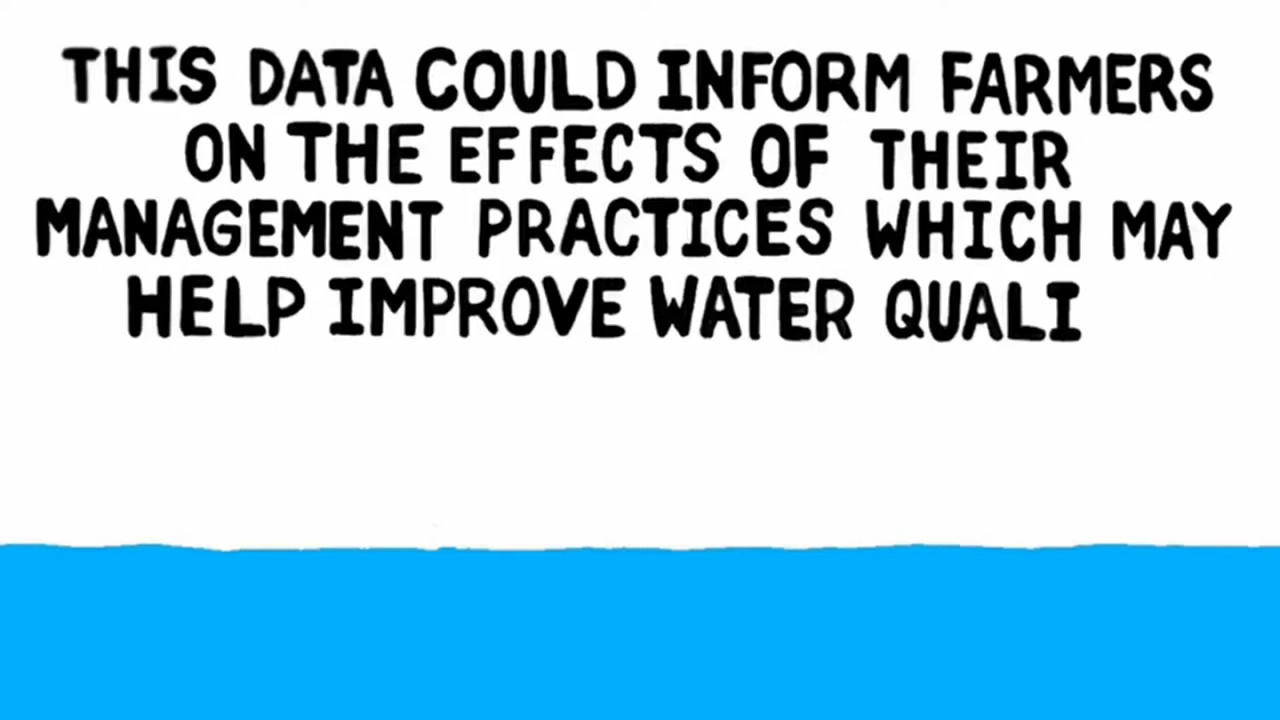 THIS DATA COULD INFORM FARMERS
ON THE EFFECTS OF THEIR
MANAGEMENT PRACTICES WHICH MAY
HELP IMPROVE WATER QUALI